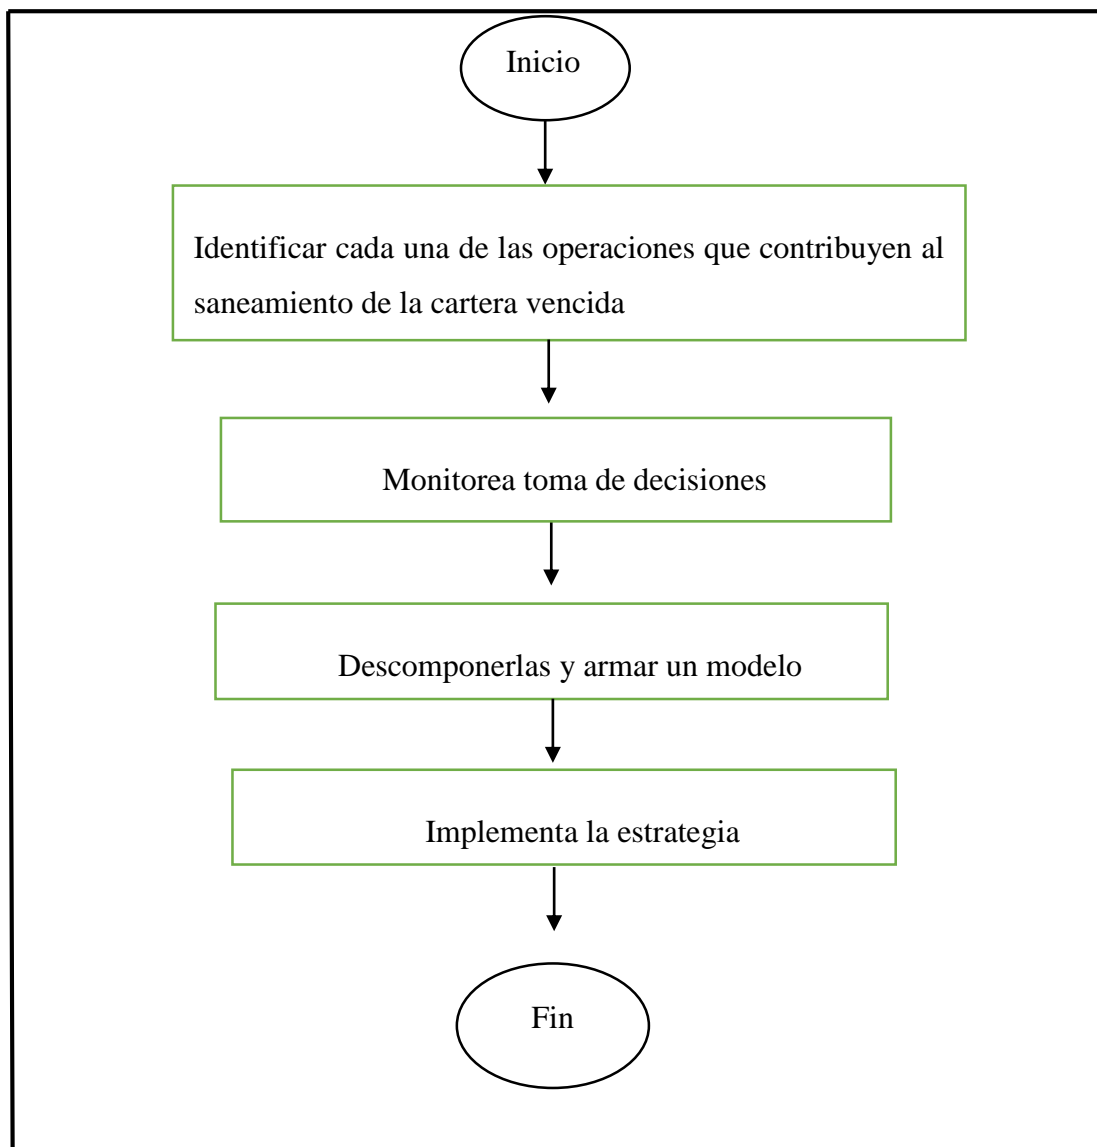 Inicio
Identificar cada una de las operaciones que contribuyen al
saneamiento de la cartera vencida
Monitorea toma de decisiones
Descomponerlas y armar un modelo
Implementa la estrategia
Fin